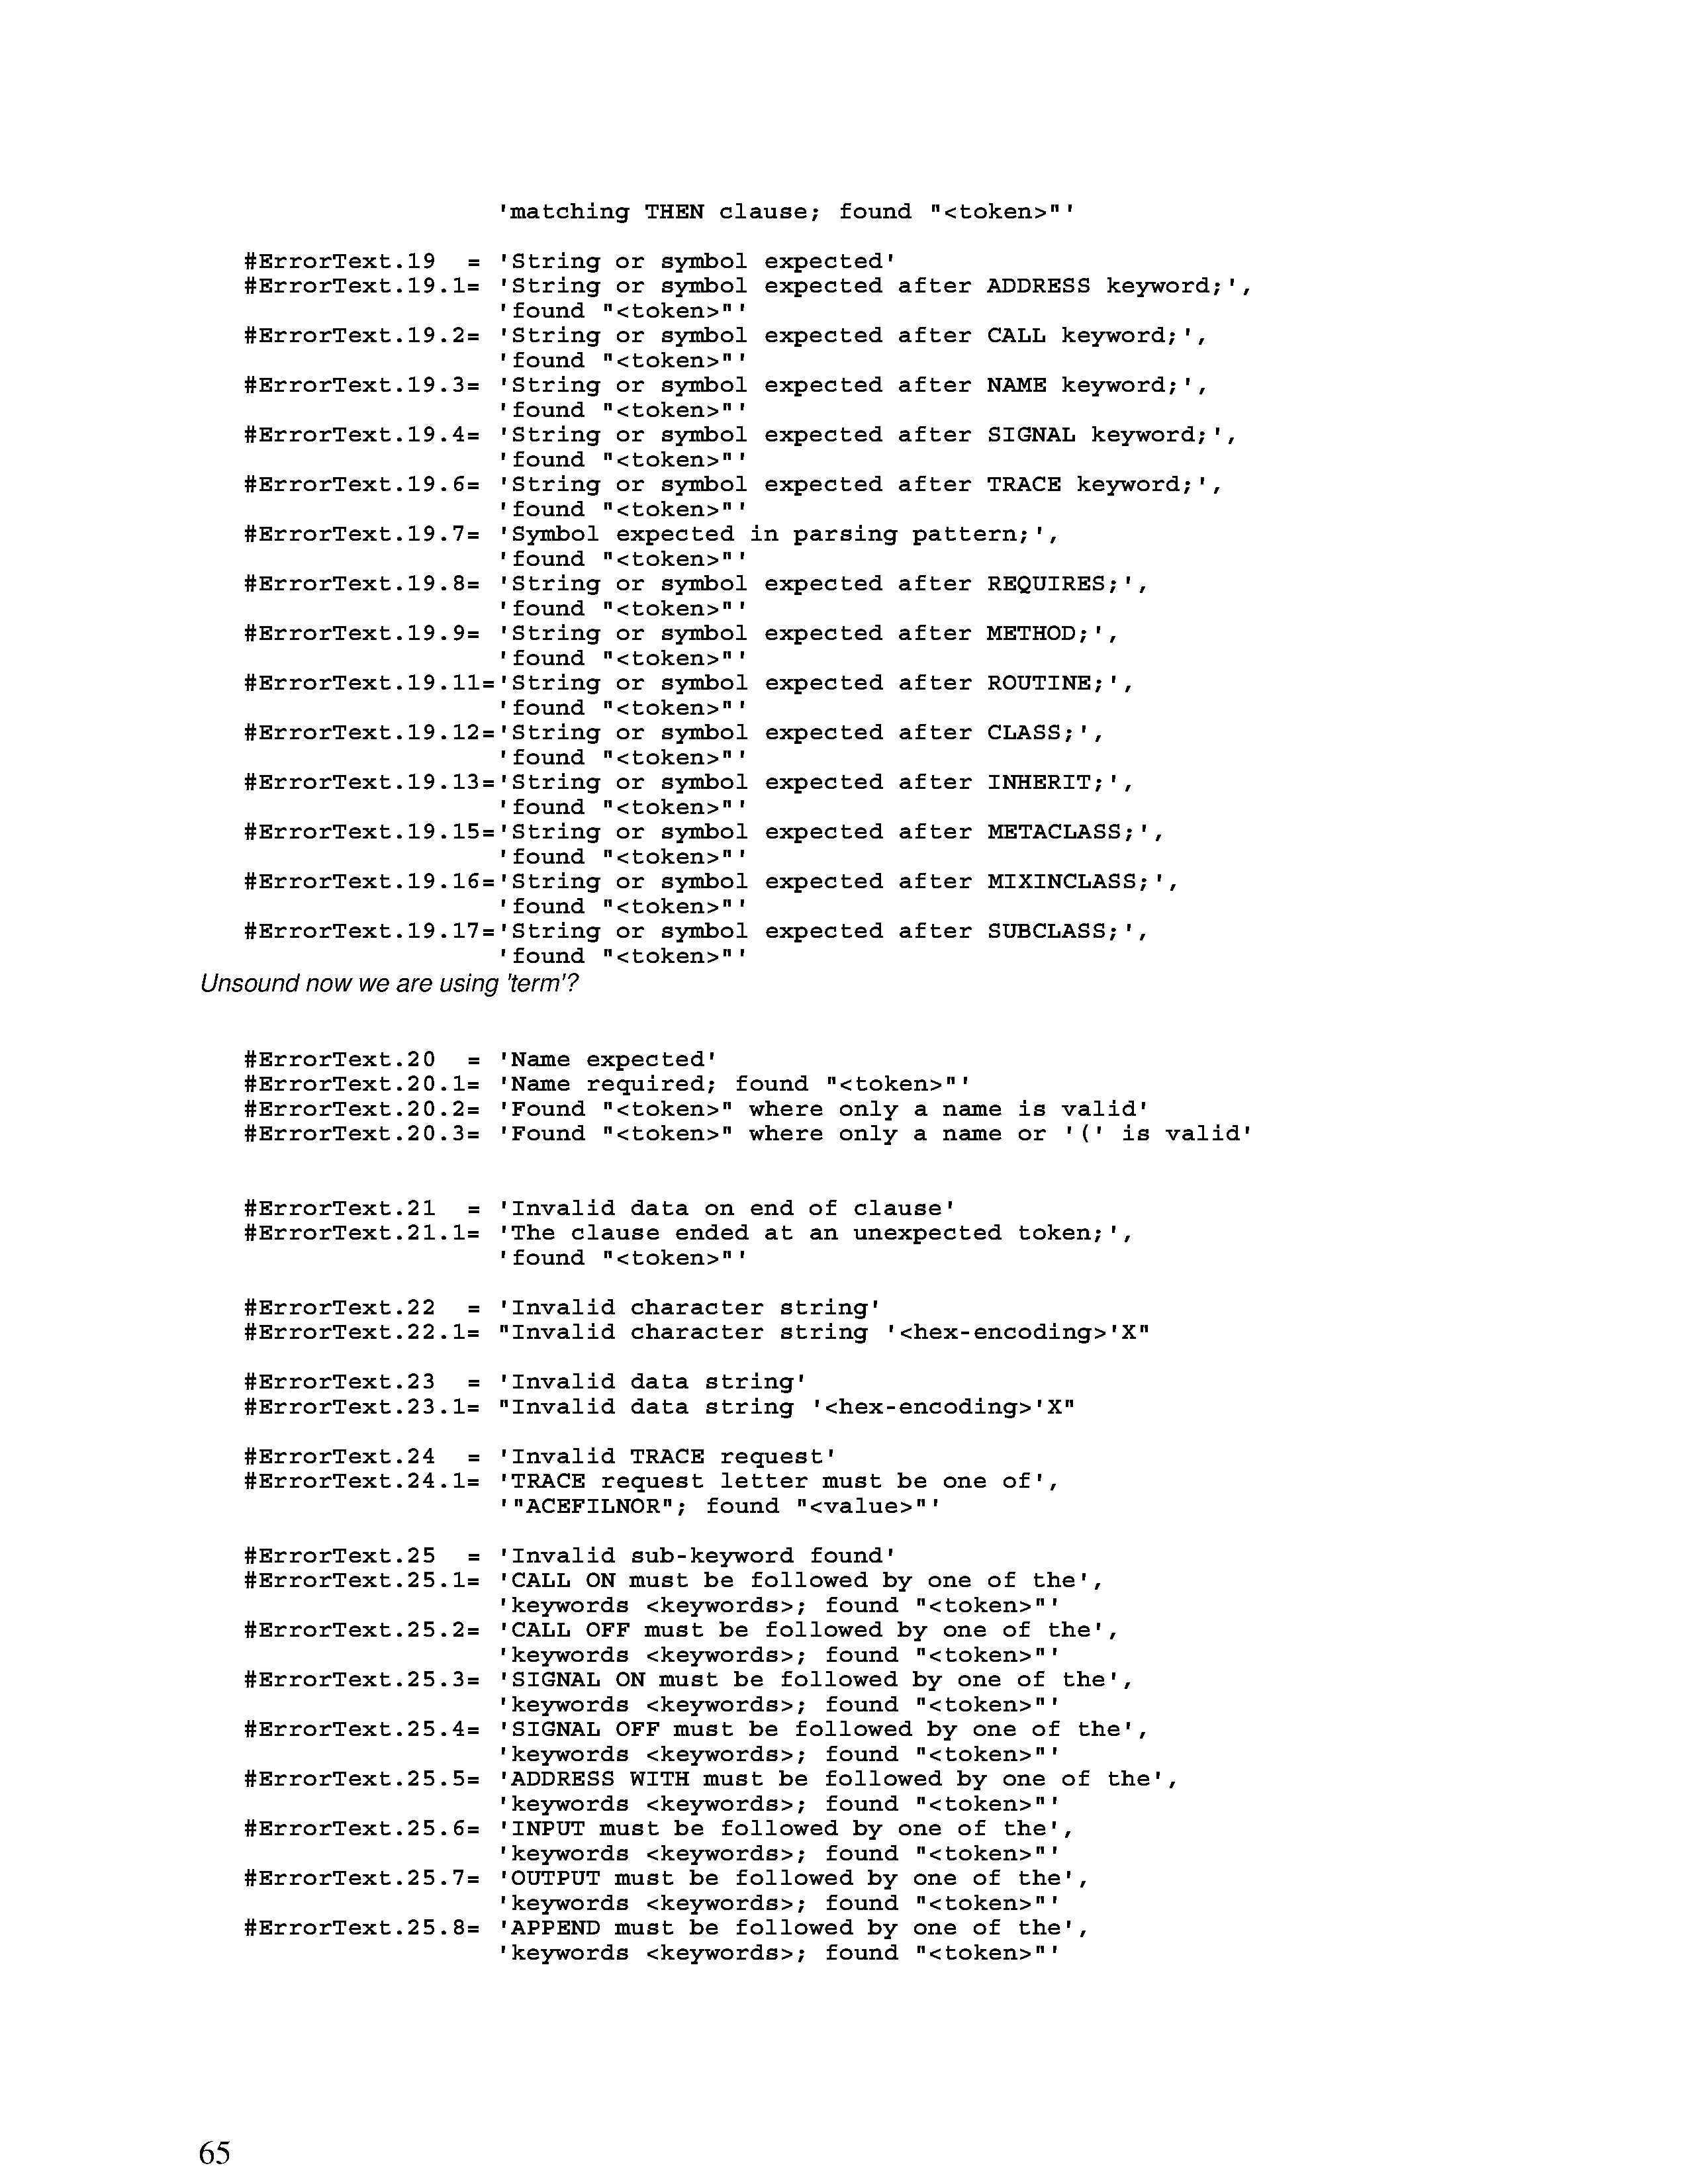 'matching THEN clause; found "<token>"'
#ErrorText.19  = 'String or symbol expected'
#ErrorText.19.1= 'String or symbol expected after ADDRESS keyword;',
'found "<token>"'
#ErrorText.19.2= 'String or symbol expected after CALL keyword;',
'found "<token>"'
#ErrorText.19.3= 'String or symbol expected after NAME keyword;',
'found "<token>"'
#ErrorText.19.4= 'String or symbol expected after SIGNAL keyword;',
'found "<token>"'
#ErrorText.19.6= 'String or symbol expected after TRACE keyword;',
'found "<token>"'
#ErrorText.19.7= 'Symbol expected in parsing pattern;',
'found "<token>"'
#ErrorText.19.8= 'String or symbol expected after REQUIRES;',
'found "<token>"'
#ErrorText.19.9= 'String or symbol expected after METHOD;',
'found "<token>"'
#ErrorText.19.11='String or symbol expected after ROUTINE;',
'found "<token>"'
#ErrorText.19.12='String or symbol expected after CLASS;',
'found "<token>"'
#ErrorText.19.13='String or symbol expected after INHERIT;',
'found "<token>"'
#ErrorText.19.15='String or symbol expected after METACLASS;',
'found "<token>"'
#ErrorText.19.16='String or symbol expected after MIXINCLASS;',
'found "<token>"'
#ErrorText.19.17='String or symbol expected after SUBCLASS;',
'found "<token>"'
Unsound now we are using 'term'?
#ErrorText.20  = 'Name expected'
#ErrorText.20.1= 'Name required; found "<token>"'
#ErrorText.20.2= 'Found "<token>" where only a name is valid'
#ErrorText.20.3= 'Found "<token>" where only a name or '(' is valid'
#ErrorText.21  = 'Invalid data on end of clause'
#ErrorText.21.1= 'The clause ended at an unexpected token;',
'found "<token>"'
#ErrorText.22  = 'Invalid character string'
#ErrorText.22.1= "Invalid character string '<hex-encoding>'X"
#ErrorText.23  = 'Invalid data string'
#ErrorText.23.1= "Invalid data string '<hex-encoding>'X"
#ErrorText.24  = 'Invalid TRACE request'
#ErrorText.24.1= 'TRACE request letter must be one of',
'"ACEFILNOR"; found "<value>"'
#ErrorText.25  = 'Invalid sub-keyword found'
#ErrorText.25.1= 'CALL ON must be followed by one of the',
'keywords <keywords>; found "<token>"'
#ErrorText.25.2= 'CALL OFF must be followed by one of the',
'keywords <keywords>; found "<token>"'
#ErrorText.25.3= 'SIGNAL ON must be followed by one of the',
'keywords <keywords>; found "<token>"'
#ErrorText.25.4= 'SIGNAL OFF must be followed by one of the',
'keywords <keywords>; found "<token>"'
#ErrorText.25.5= 'ADDRESS WITH must be followed by one of the',
'keywords <keywords>; found "<token>"'
#ErrorText.25.6= 'INPUT must be followed by one of the',
'keywords <keywords>; found "<token>"'
#ErrorText.25.7= 'OUTPUT must be followed by one of the',
'keywords <keywords>; found "<token>"'
#ErrorText.25.8= 'APPEND must be followed by one of the',
'keywords <keywords>; found "<token>"'
65